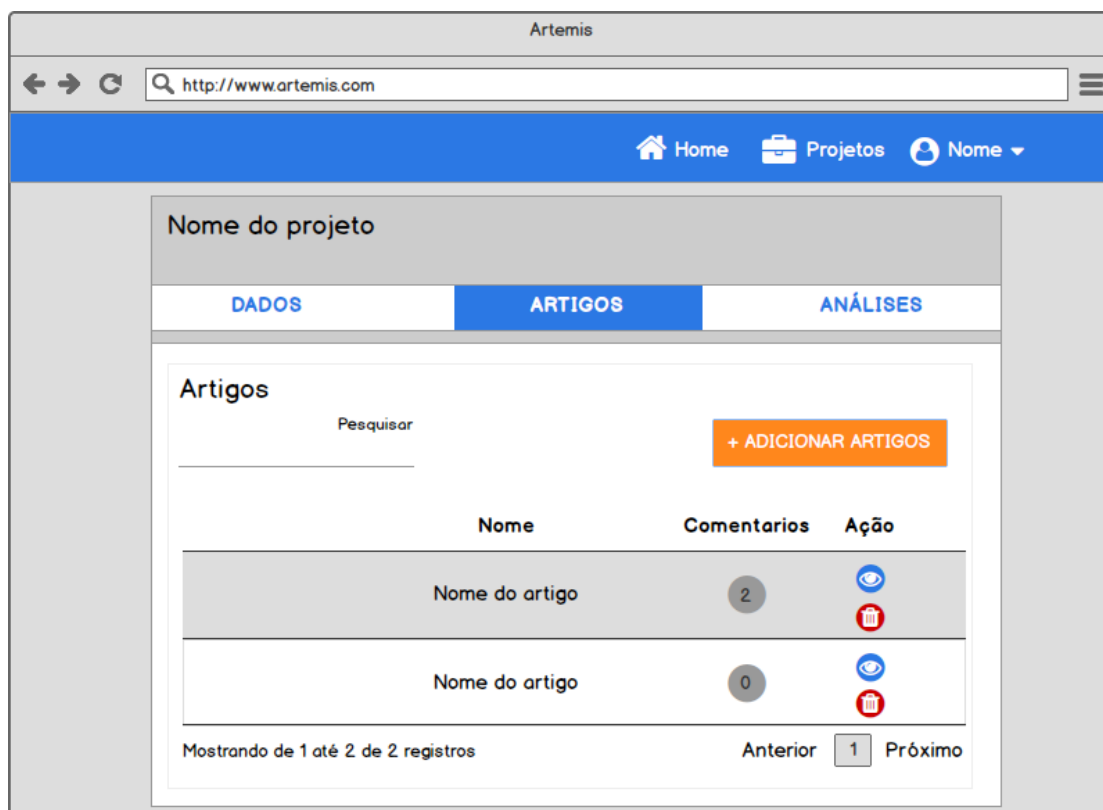 Artemis
http://www.artemis.com
Home Projetos Nome
Nome do projeto
DADOS ARTIGOS ANÁLISES
Artigos
Pesquisar
+ ADICIONAR ARTIGOS
Nome Comentarios Ação
Nome do artigo 2
Nome do artigo 0
Mostrando de 1 até 2 de 2 registros Anterior 1 Próximo